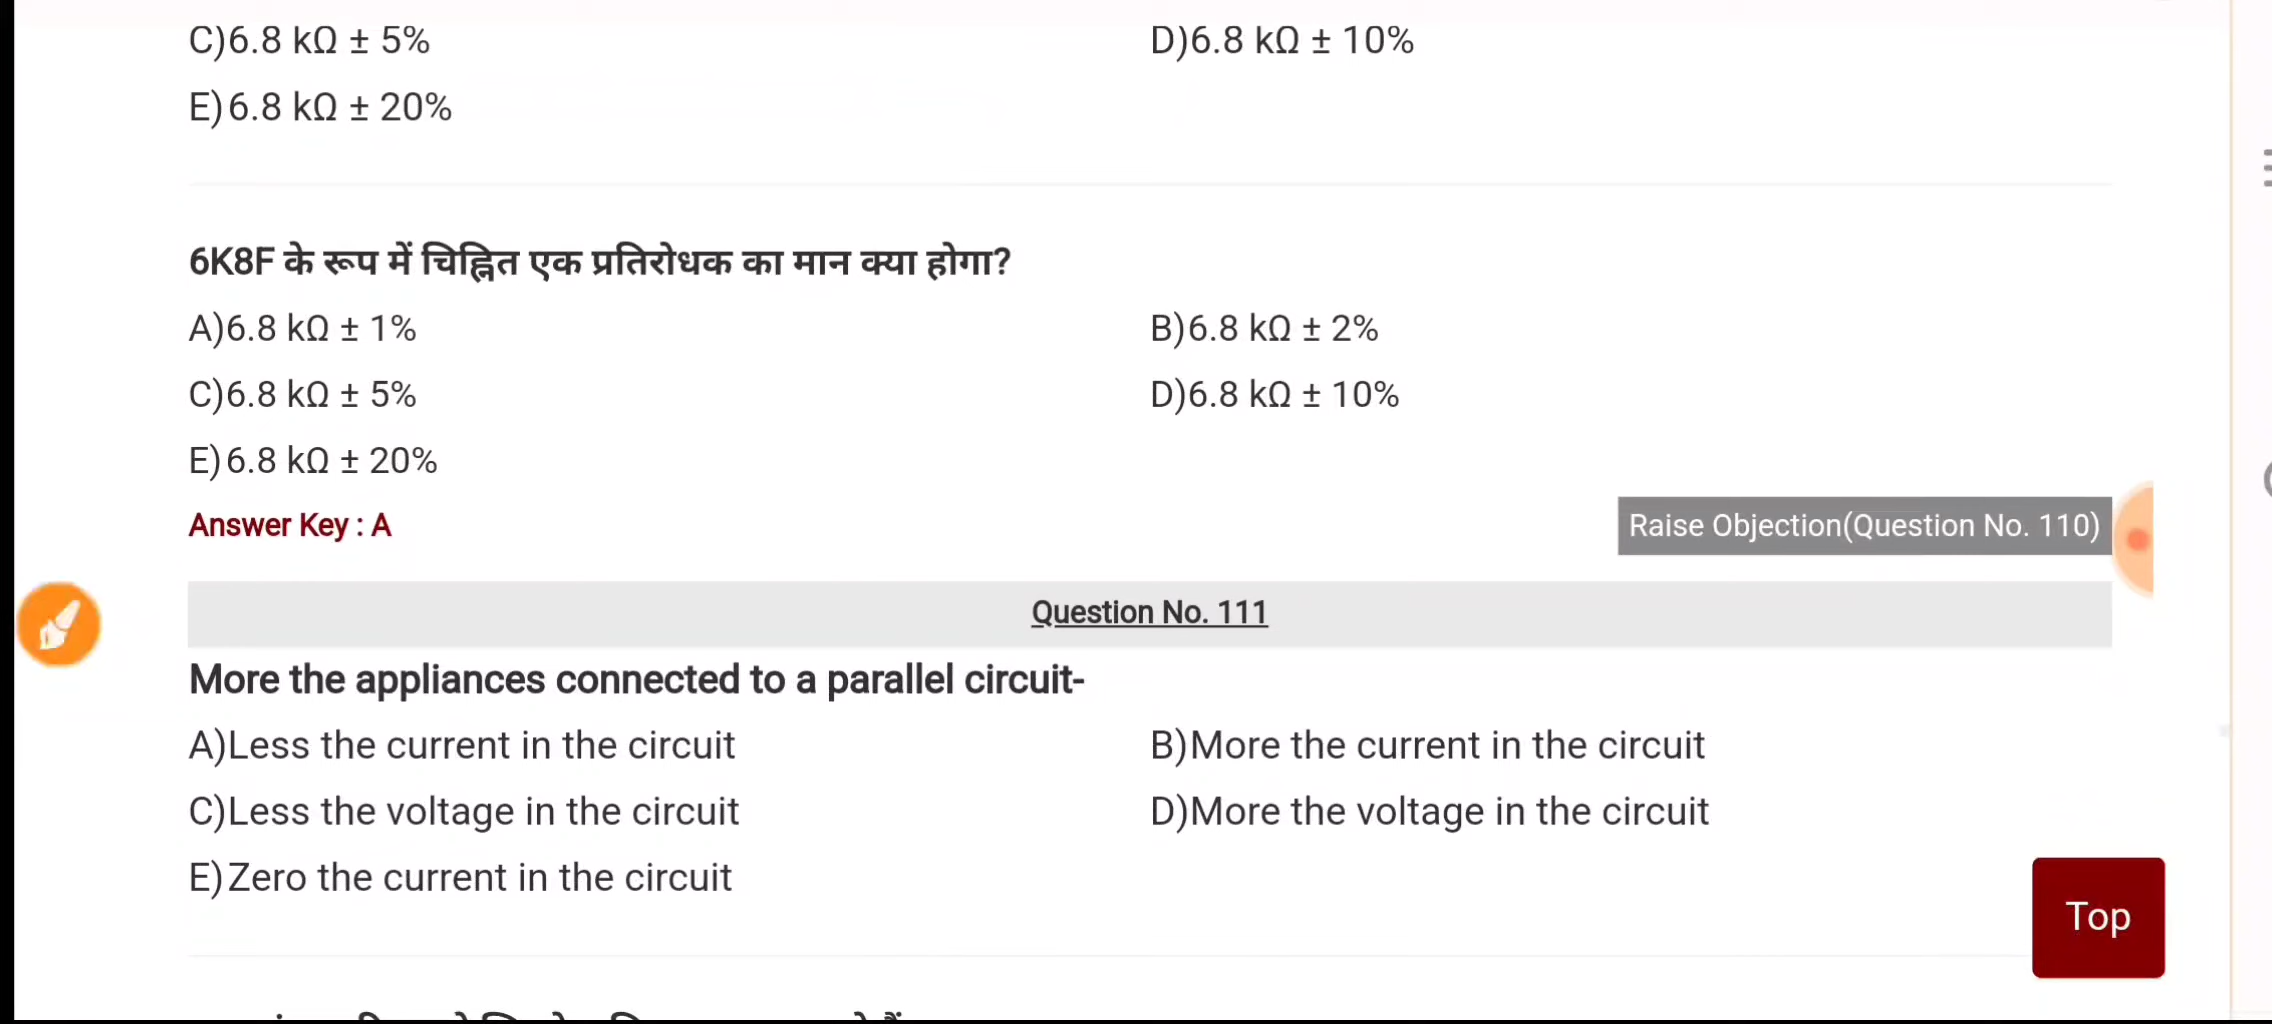 C)6.8 kΩ ± 5%
D)6.8 kΩ ± 10%
E)6.8 kΩ ± 20%
6K8F के रूप में चिह्नित एक प्रतिरोधक का मान क्या होगा?
A)6.8 kΩ ± 1%
B)6.8 kΩ ± 2%
C)6.8 kΩ ± 5%
D)6.8 kΩ ± 10%
E)6.8 kΩ ± 20%
Answer Key : A
Raise Objection(Question No. 110)
Question No. 111
More the appliances connected to a parallel circuit-
A)Less the current in the circuit
B)More the current in the circuit
C)Less the voltage in the circuit
D)More the voltage in the circuit
E)Zero the current in the circuit
Top